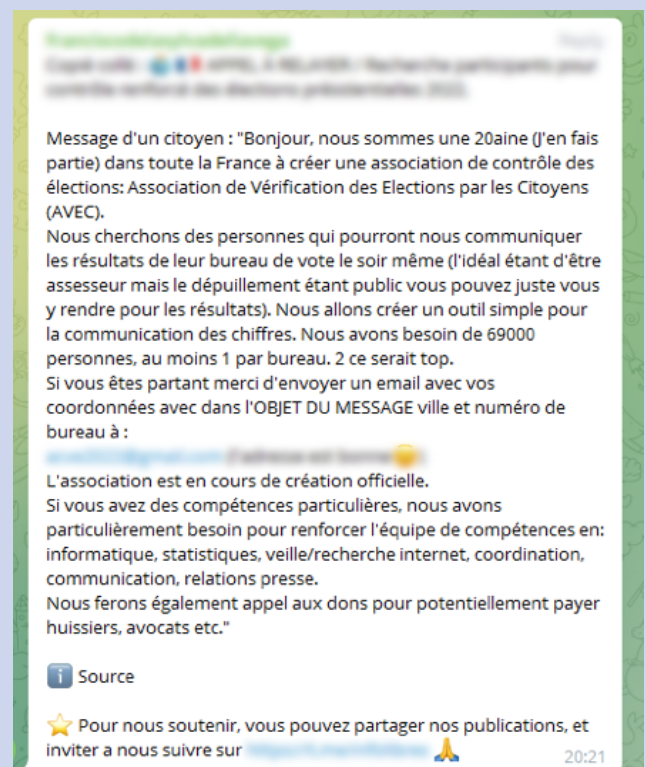 Message d'un citoyen : "Bonjour, nous sommes une 20aine (J'en fais
partie) dans toute la France à créer une association de contrôle des
élections: Association de Vérification des Elections par les Citoyens
(AVEC).
Nous cherchons des personnes qui pourront nous communiquer
les résultats de leur bureau de vote le soir même (l'idéal étant d'être
assesseur mais le dépuillement étant public vous pouvez juste vous
y rendre pour les résultats). Nous allons créer un outil simple pour
la communication des chiffres. Nous avons besoin de 69000
personnes, au moins 1 par bureau. 2 ce serait top.
Si vous êtes partant merci d'envoyer un email avec vos
coordonnées avec dans l'OBJET DU MESSAGE ville et numéro de
bureau à :
L'association est en cours de création officielle.
Si vous avez des compétences particulières, nous avons
particulièrement besoin pour renforcer l'équipe de compétences en:
informatique, statistiques, veille/recherche internet, coordination,
communication, relations presse.
Nous ferons également appel aux dons pour potentiellement payer
huissiers, avocats etc."
ℹ️ Source
⭐ Pour nous soutenir, vous pouvez partager nos publications, et
inviter a nous suivre sur 🙏
20:21